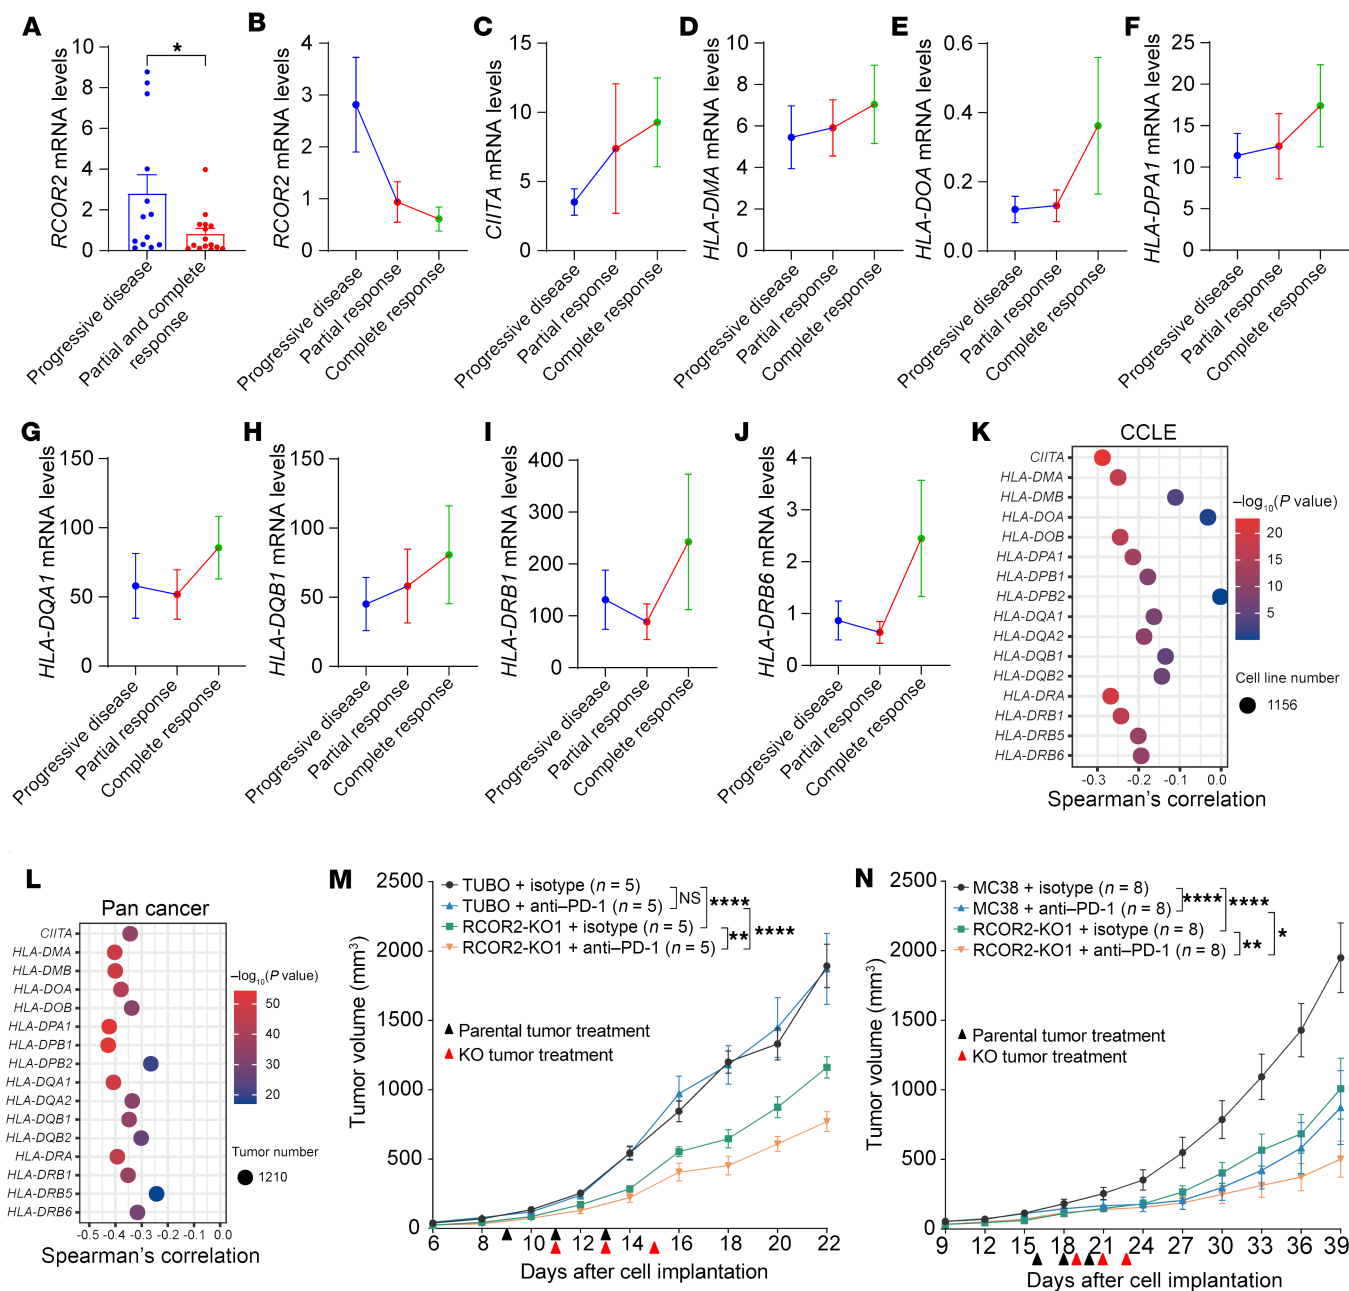 A
RCOR2 mRNA levels
10
8
6
4
2
0
*
Progressive disease
Partial and complete
response
B
RCOR2 mRNA levels
4
3
2
1
0
Progressive disease
Partial response
Complete response
C
CIITA mRNA levels
15
10
5
0
Progressive disease
Partial response
Complete response
D
HLA-DMA mRNA levels
10
8
6
4
2
0
Progressive disease
Partial response
Complete response
E
HLA-DOA mRNA levels
0.6
0.4
0.2
0.0
Progressive disease
Partial response
Complete response
F
HLA-DPA1 mRNA levels
25
20
15
10
5
0
Progressive disease
Partial response
Complete response
G
HLA-DQA1 mRNA levels
150
100
50
0
Progressive disease
Partial response
Complete response
H
HLA-DQB1 mRNA levels
150
100
50
0
Progressive disease
Partial response
Complete response
I
HLA-DRB1 mRNA levels
400
300
200
100
0
Progressive disease
Partial response
Complete response
J
HLA-DRB6 mRNA levels
4
3
2
1
0
Progressive disease
Partial response
Complete response
K
CCLE
CIITA
HLA-DMA
HLA-DMB
HLA-DOA
HLA-DOB
HLA-DPA1
HLA-DPB1
HLA-DPB2
HLA-DQA1
HLA-DQA2
HLA-DQB1
HLA-DQB2
HLA-DRA
HLA-DRB1
HLA-DRB5
HLA-DRB6
-0.3 -0.2 -0.1 0.0
Spearman's correlation
–log10(P value)
20
15
10
5
Cell line number
1156
L
Pan cancer
CIITA
HLA-DMA
HLA-DMB
HLA-DOA
HLA-DOB
HLA-DPA1
HLA-DPB1
HLA-DPB2
HLA-DQA1
HLA-DQA2
HLA-DQB1
HLA-DQB2
HLA-DRA
HLA-DRB1
HLA-DRB5
HLA-DRB6
-0.5 -0.4 -0.3 -0.2 -0.1 0.0
Spearman's correlation
–log10(P value)
50
40
30
20
Tumor number
1210
M
Tumor volume (mm3)
2500
2000
1500
1000
500
0
TUBO + isotype (n = 5)
TUBO + anti–PD-1 (n = 5)
RCOR2-KO1 + isotype (n = 5)
RCOR2-KO1 + anti–PD-1 (n = 5)
NS
****
**
****
Parental tumor treatment
KO tumor treatment
6 8 10 12 14 16 18 20 22
Days after cell implantation
N
Tumor volume (mm3)
2500
2000
1500
1000
500
0
MC38 + isotype (n = 8)
MC38 + anti–PD-1 (n = 8)
RCOR2-KO1 + isotype (n = 8)
RCOR2-KO1 + anti–PD-1 (n = 8)
****
****
**
*
Parental tumor treatment
KO tumor treatment
9 12 15 18 21 24 27 30 33 36 39
Days after cell implantation